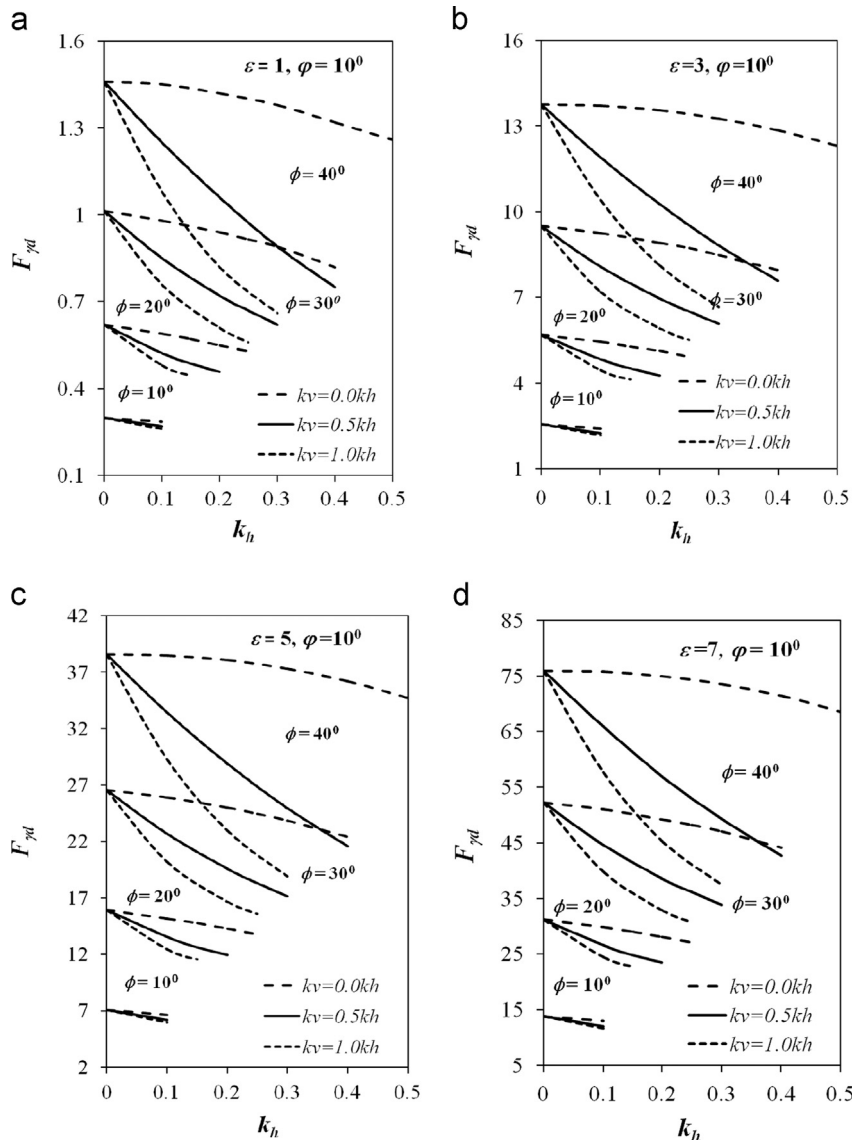 a
1.6
ε = 1, φ = 10⁰
1.3
ϕ = 40⁰
1
F_γd
0.7
ϕ = 20⁰
ϕ = 30⁰
0.4
ϕ = 10⁰
kv=0.0kh
kv=0.5kh
kv=1.0kh
0.1
0 0.1 0.2 0.3 0.4 0.5
k_h
b
16
ε =3, φ =10⁰
13
ϕ = 40⁰
10
F_γd
7
ϕ = 30⁰
ϕ = 20⁰
4
ϕ = 10⁰
kv=0.0kh
kv=0.5kh
kv=1.0kh
1
0 0.1 0.2 0.3 0.4 0.5
k_h
c
42
ε = 5, φ =10⁰
37
32
ϕ = 40⁰
27
F_γd
22
ϕ = 30⁰
17
ϕ = 20⁰
12
ϕ = 10⁰
kv=0.0kh
7
kv=0.5kh
kv=1.0kh
2
0 0.1 0.2 0.3 0.4 0.5
k_h
d
85
ε =7, φ = 10⁰
75
65
ϕ = 40⁰
55
F_γd
45
35
ϕ = 20⁰
ϕ = 30⁰
25
ϕ = 10⁰
kv=0.0kh
15
kv=0.5kh
kv=1.0kh
5
0 0.1 0.2 0.3 0.4 0.5
k_h